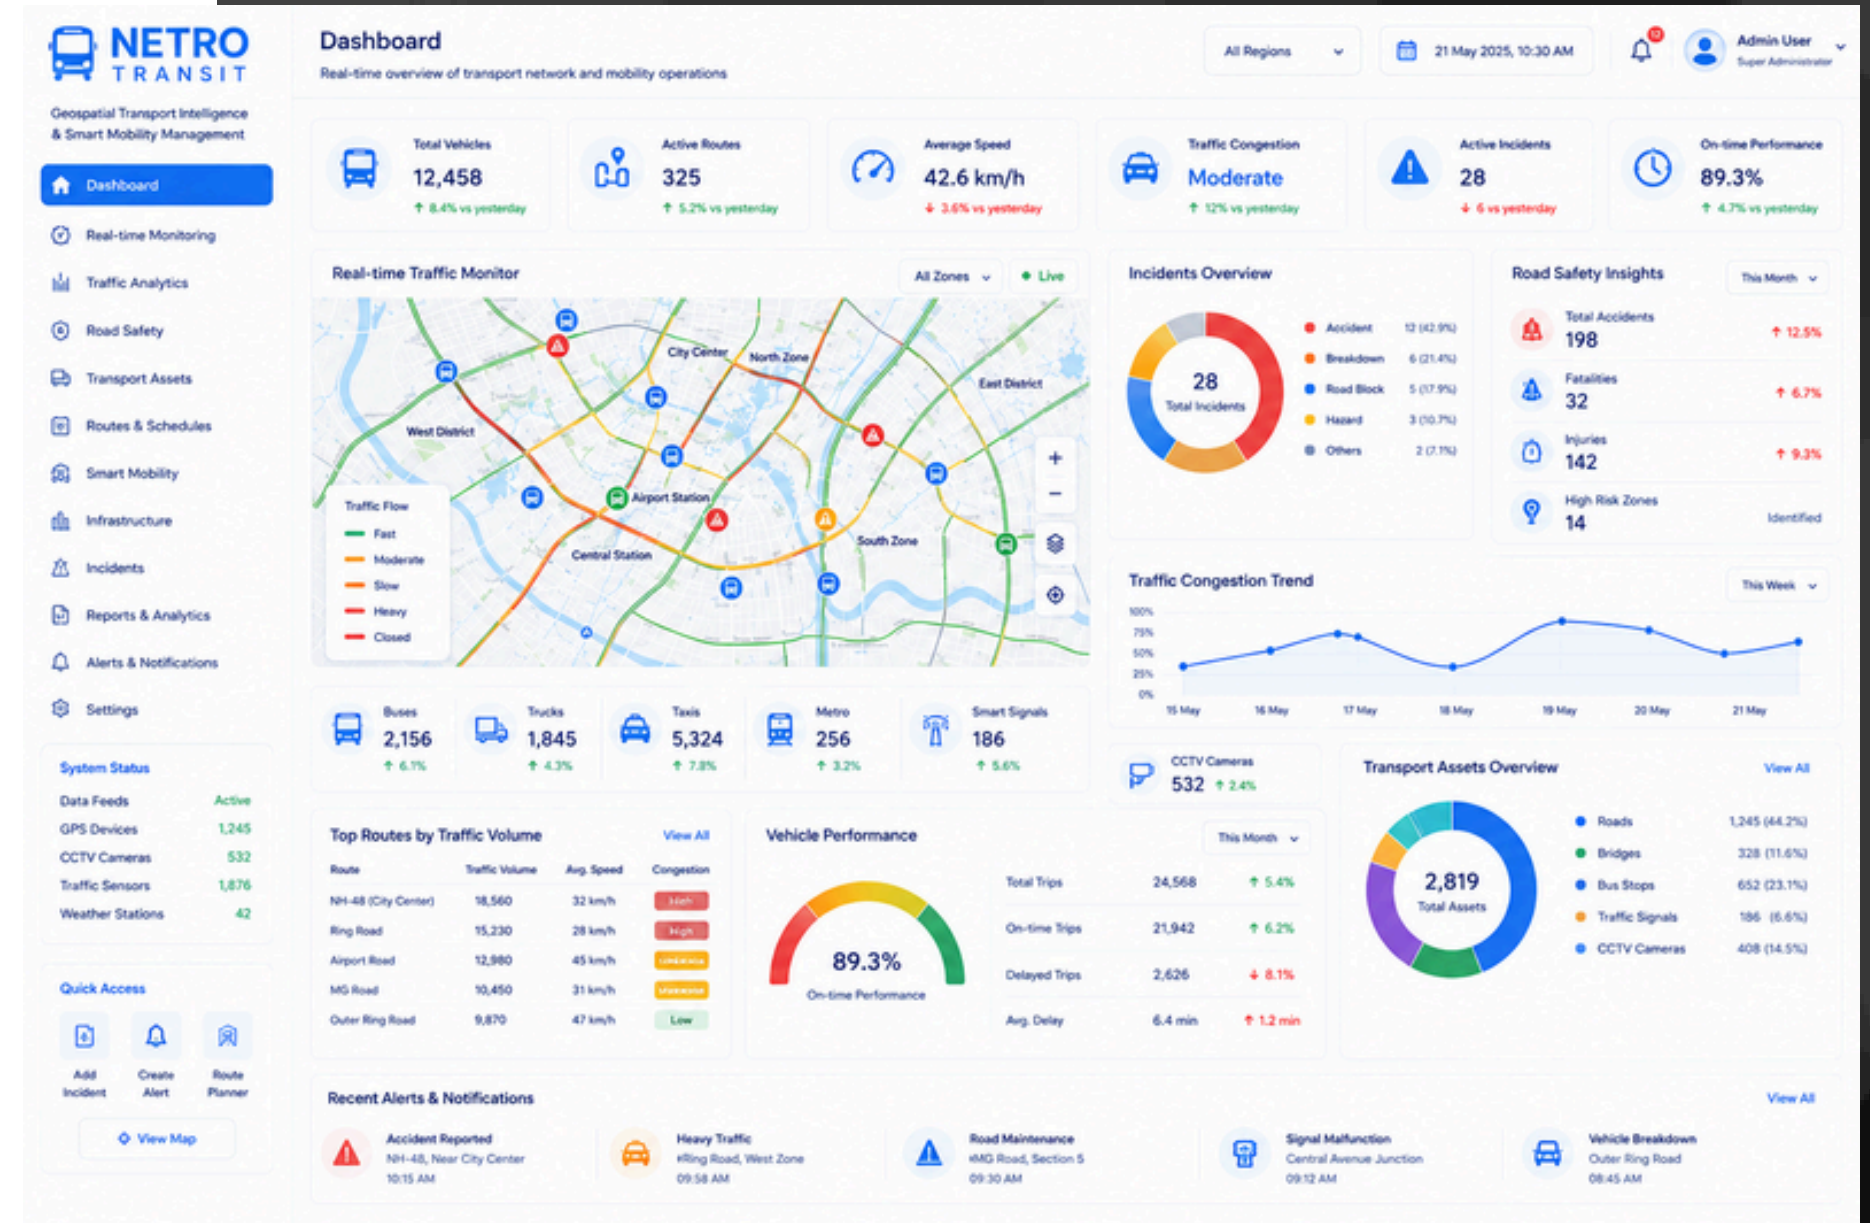 NETRO
TRANSIT
Geospatial Transport Intelligence
& Smart Mobility Management
Dashboard
Real-time Monitoring
Traffic Analytics
Road Safety
Transport Assets
Routes & Schedules
Smart Mobility
Infrastructure
Incidents
Reports & Analytics
Alerts & Notifications
Settings
System Status
Data Feeds Active
GPS Devices 1,245
CCTV Cameras 532
Traffic Sensors 1,876
Weather Stations 42
Quick Access
Add Incident
Create Alert
Route Planner
View Map
Dashboard
Real-time overview of transport network and mobility operations
All Regions
21 May 2025, 10:30 AM
12
Admin User
Super Administrator
Total Vehicles
12,458
↑ 8.4% vs yesterday
Active Routes
325
↑ 5.2% vs yesterday
Average Speed
42.6 km/h
↓ 3.6% vs yesterday
Traffic Congestion
Moderate
↑ 12% vs yesterday
Active Incidents
28
↓ 6 vs yesterday
On-time Performance
89.3%
↑ 4.7% vs yesterday
Real-time Traffic Monitor
All Zones
Live
City Center
North Zone
East District
West District
Airport Station
Central Station
South Zone
Traffic Flow
Fast
Moderate
Slow
Heavy
Closed
+
−
Incidents Overview
28
Total Incidents
Accident 12 (42.9%)
Breakdown 6 (21.4%)
Road Block 5 (17.9%)
Hazard 3 (10.7%)
Others 2 (7.1%)
Road Safety Insights
This Month
Total Accidents
198 ↑ 12.5%
Fatalities
32 ↑ 6.7%
Injuries
142 ↑ 9.3%
High Risk Zones
14 Identified
Traffic Congestion Trend
This Week
100%
75%
50%
25%
0%
15 May 16 May 17 May 18 May 19 May 20 May 21 May
Buses
2,156
↑ 6.1%
Trucks
1,845
↑ 4.3%
Taxis
5,324
↑ 7.8%
Metro
256
↑ 3.2%
Smart Signals
186
↑ 5.6%
CCTV Cameras
532 ↑ 2.4%
Top Routes by Traffic Volume
View All
Route Traffic Volume Avg. Speed Congestion
NH-48 (City Center) 18,560 32 km/h High
Ring Road 15,230 28 km/h High
Airport Road 12,980 45 km/h
MG Road 10,450 31 km/h
Outer Ring Road 9,870 47 km/h Low
Vehicle Performance
This Month
89.3%
On-time Performance
Total Trips 24,568 ↑ 5.4%
On-time Trips 21,942 ↑ 6.2%
Delayed Trips 2,626 ↓ 8.1%
Avg. Delay 6.4 min ↑ 1.2 min
Transport Assets Overview
View All
2,819
Total Assets
Roads 1,245 (44.2%)
Bridges 328 (11.6%)
Bus Stops 652 (23.1%)
Traffic Signals 186 (6.6%)
CCTV Cameras 408 (14.5%)
Recent Alerts & Notifications
View All
Accident Reported
NH-48, Near City Center
10:15 AM
Heavy Traffic
Ring Road, West Zone
09:58 AM
Road Maintenance
MG Road, Section 5
09:30 AM
Signal Malfunction
Central Avenue Junction
09:12 AM
Vehicle Breakdown
Outer Ring Road
08:45 AM